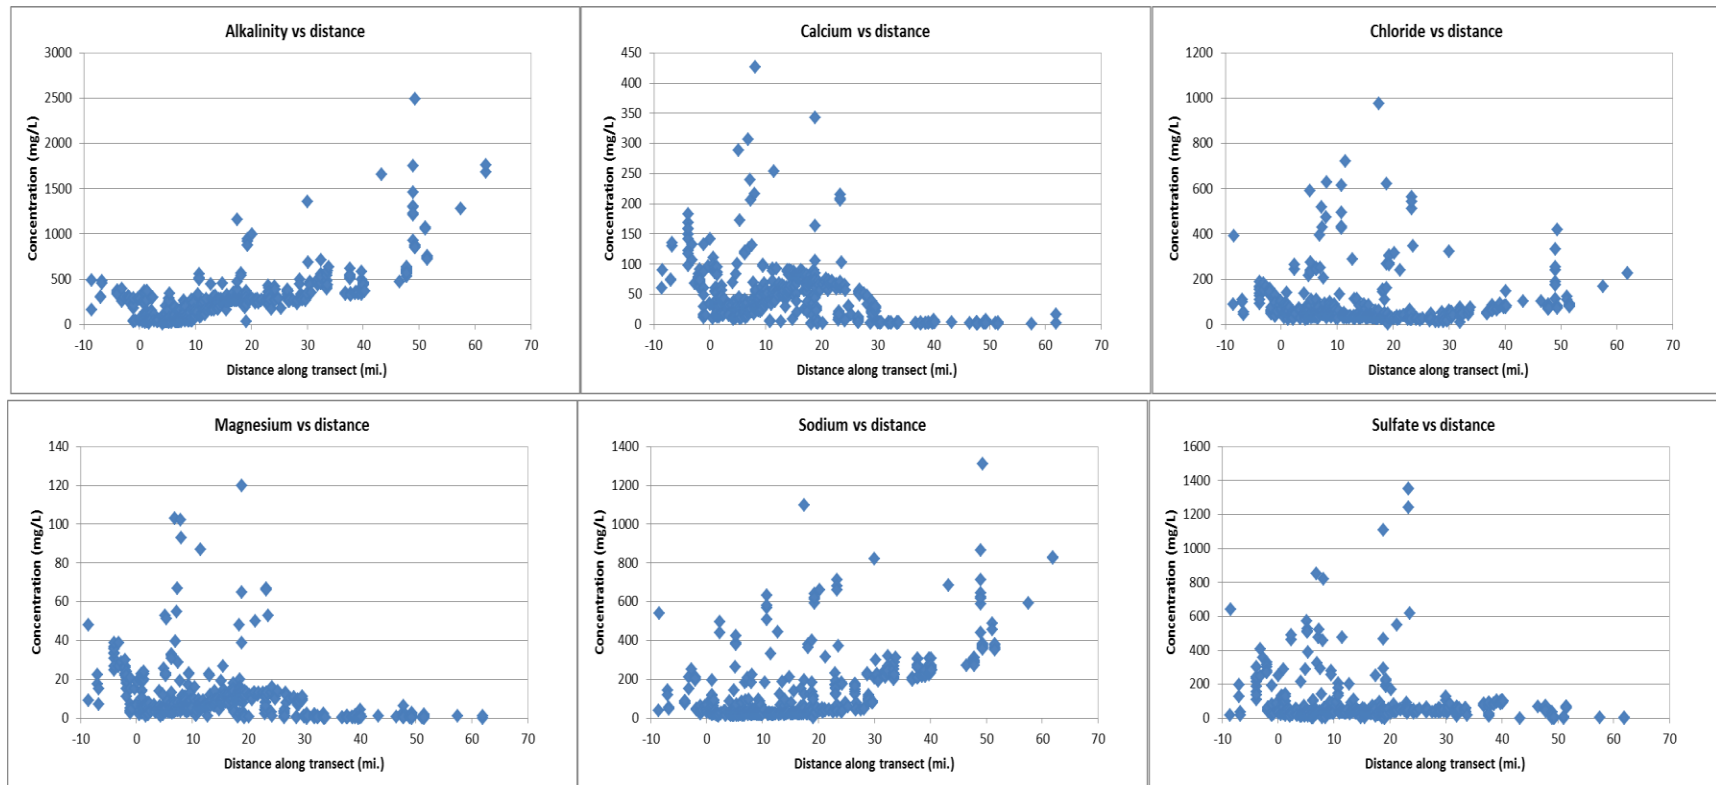 Alkalinity vs distance
3000
2500
2000
1500
1000
500
0
-10 0 10 20 30 40 50 60 70
Concentration (mg/L)
Distance along transect (mi.)
Calcium vs distance
450
400
350
300
250
200
150
100
50
0
-10 0 10 20 30 40 50 60 70
Concentration (mg/L)
Distance along transect (mi.)
Chloride vs distance
1200
1000
800
600
400
200
0
-10 0 10 20 30 40 50 60 70
Concentration (mg/L)
Distance along transect (mi.)
Magnesium vs distance
140
120
100
80
60
40
20
0
-10 0 10 20 30 40 50 60 70
Concentration (mg/L)
Distance along transect (mi.)
Sodium vs distance
1400
1200
1000
800
600
400
200
0
-10 0 10 20 30 40 50 60 70
Concentration (mg/L)
Distance along transect (mi.)
Sulfate vs distance
1600
1400
1200
1000
800
600
400
200
0
-10 0 10 20 30 40 50 60 70
Concentration (mg/L)
Distance along transect (mi.)